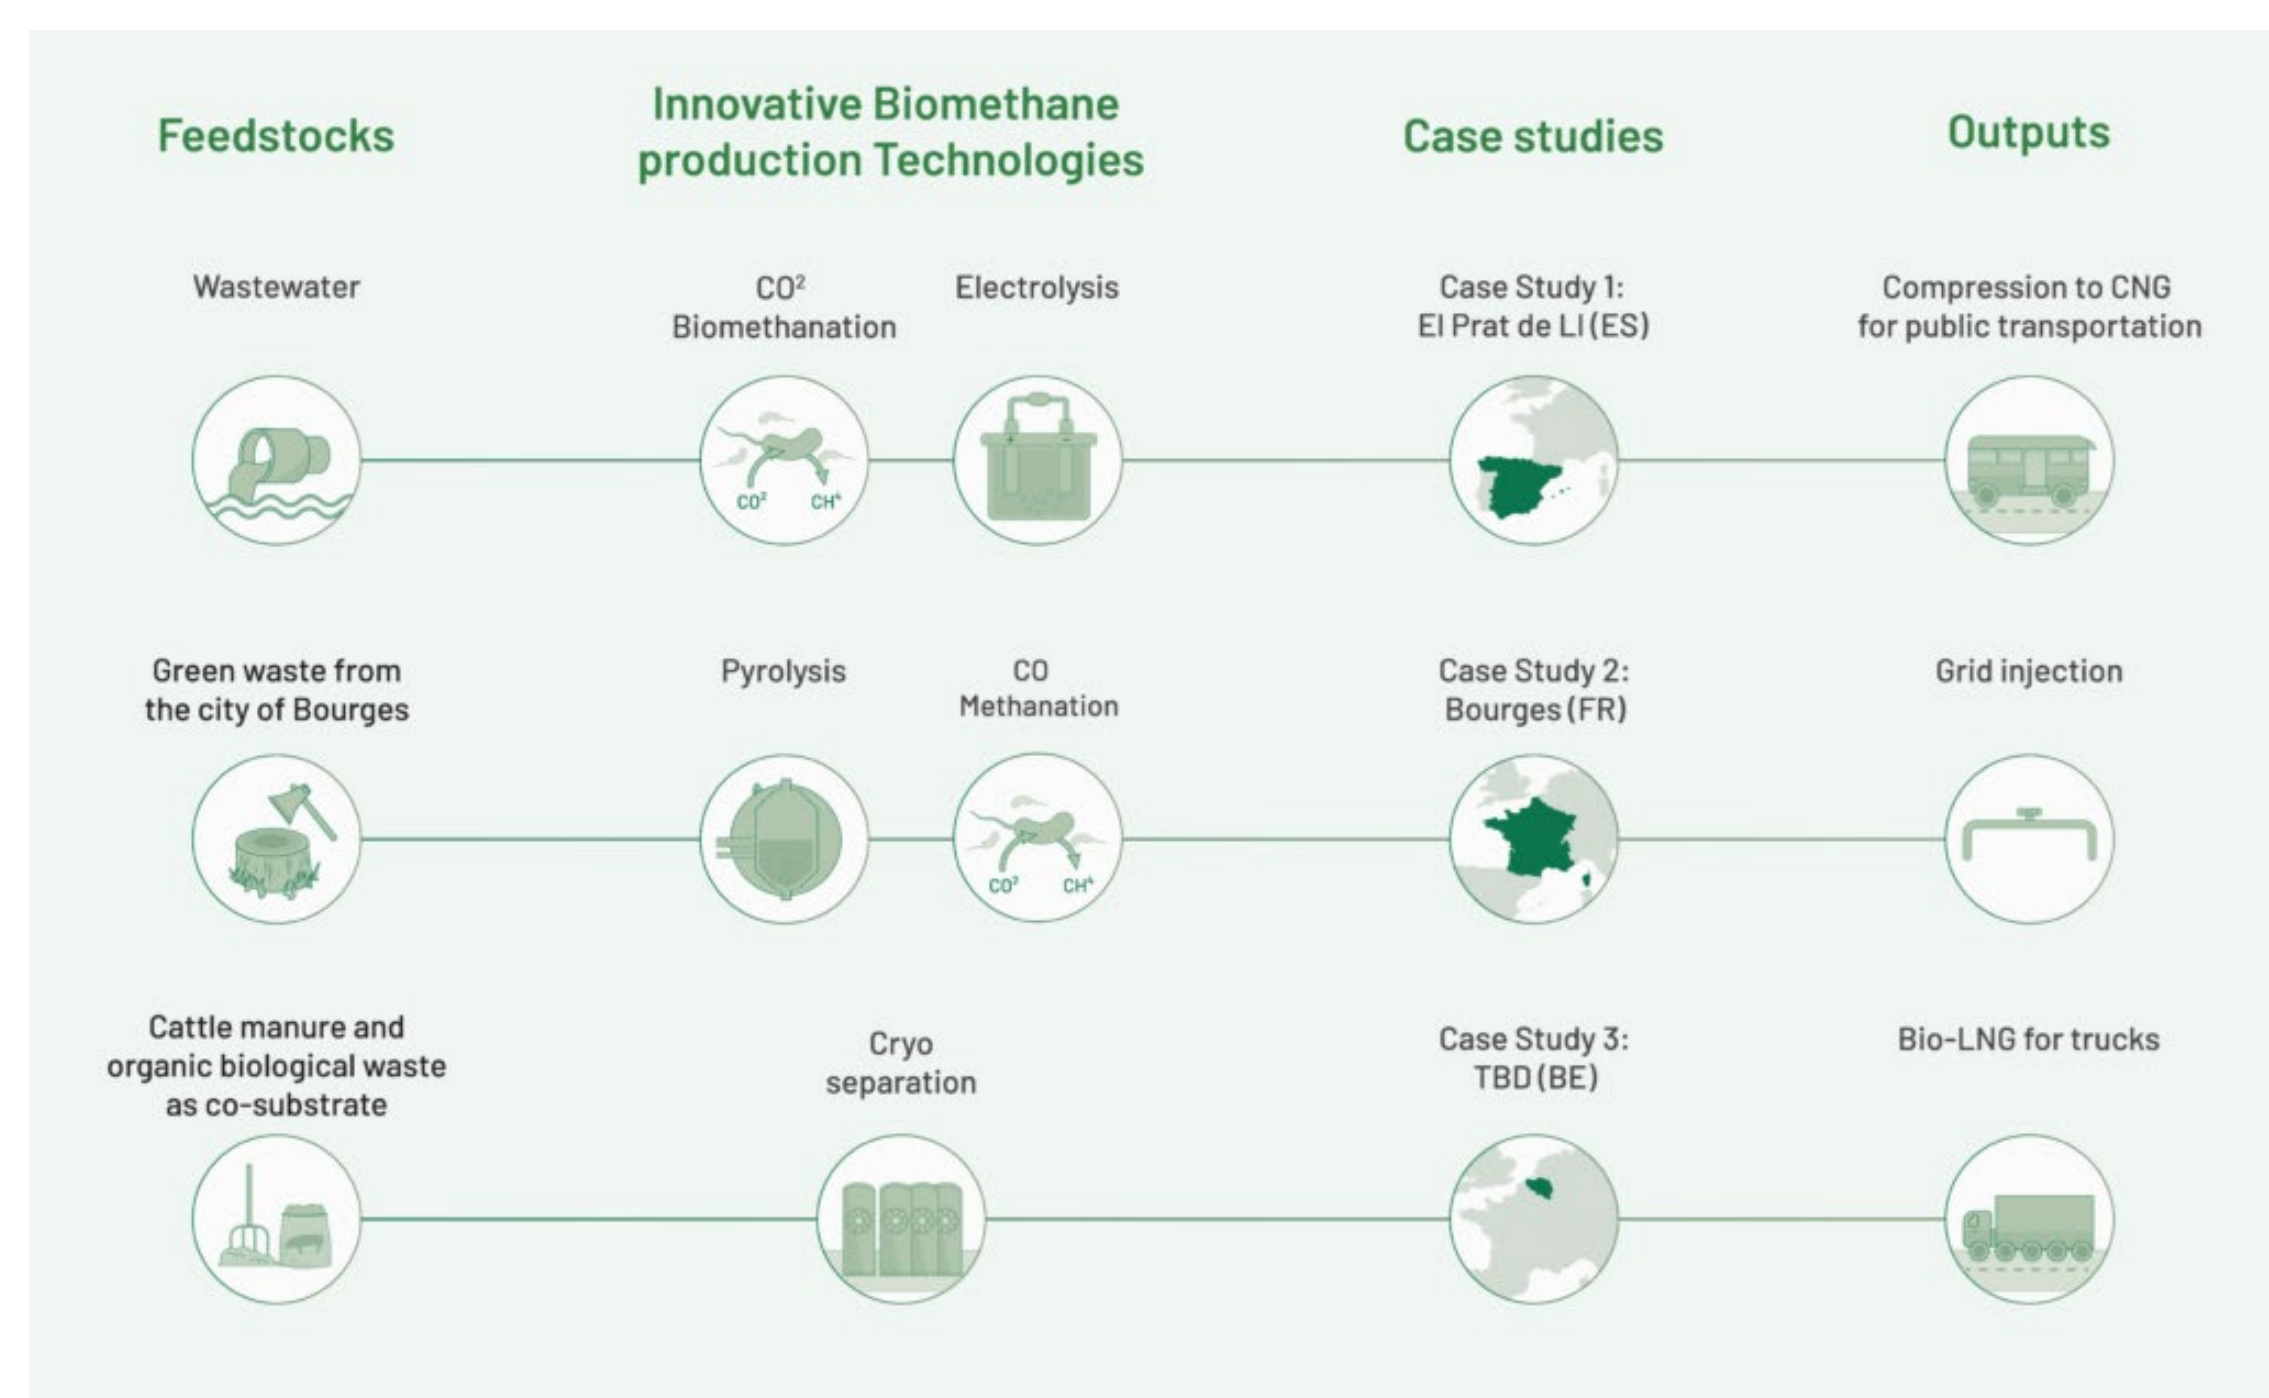 Feedstocks
Innovative Biomethane
production Technologies
Case studies
Outputs
Wastewater
CO²
Biomethanation
Electrolysis
Case Study 1:
El Prat de Ll (ES)
Compression to CNG
for public transportation
CO²
CH⁴
Green waste from
the city of Bourges
Pyrolysis
CO
Methanation
Case Study 2:
Bourges (FR)
Grid injection
CO²
CH⁴
Cattle manure and
organic biological waste
as co-substrate
Cryo
separation
Case Study 3:
TBD (BE)
Bio-LNG for trucks